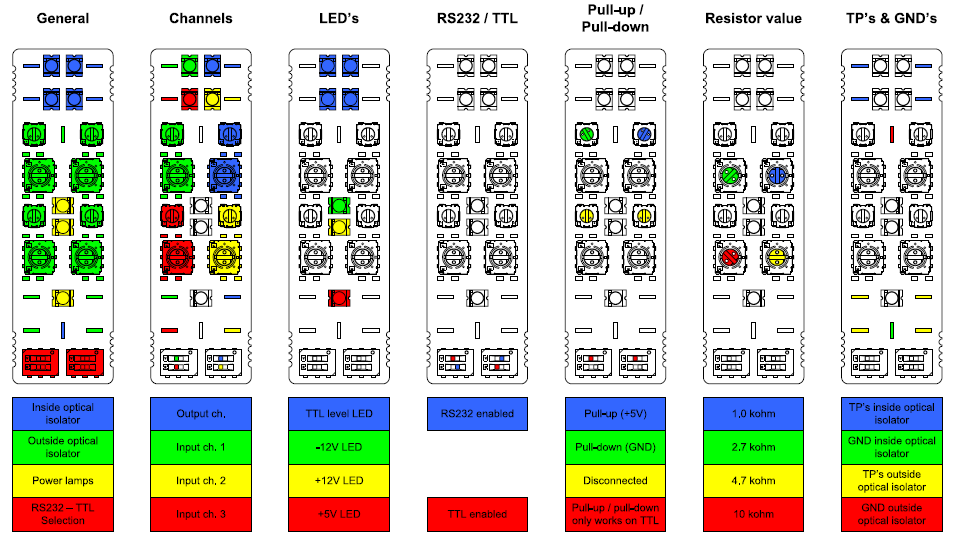 General
Channels
LED's
RS232 / TTL
Pull-up /
Pull-down
Resistor value
TP's & GND's
Inside optical
isolator
Outside optical
isolator
Power lamps
RS232 – TTL
Selection
Output ch,
Input ch. 1
Input ch, 2
Input ch. 3
TTL level LED
-12V LED
+12V LED
+5V LED
RS232 enabled
TTL enabled
Pull-up (+5V)
Pull-down (GND)
Disconnected
Pull-up / pull-down
only works on TTL
1,0 kohm
2,7 kohm
4,7 kohm
10 kohm
TP's inside optical
isolator
GND inside optical
isolator
TP's outside
optical isolator
GND outside
optical isolator